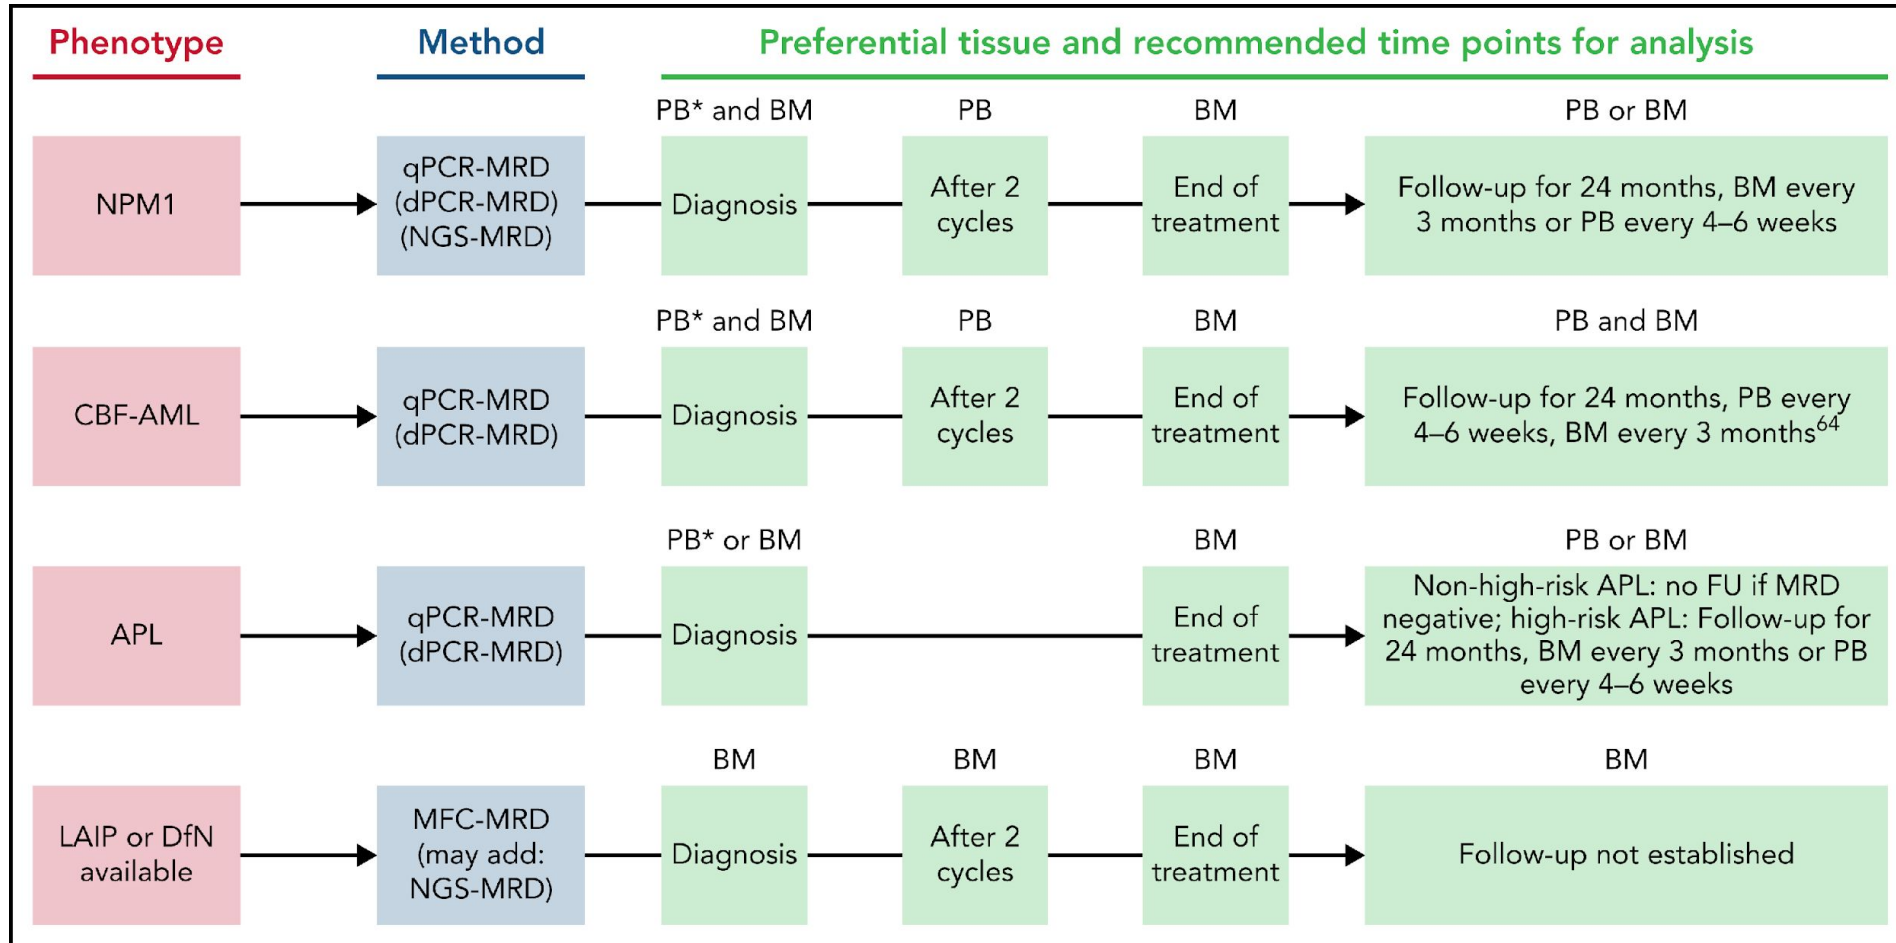 Phenotype
Method
Preferential tissue and recommended time points for analysis
PB* and BM
PB
BM
PB or BM
NPM1
qPCR-MRD
(dPCR-MRD)
(NGS-MRD)
Diagnosis
After 2
cycles
End of
treatment
Follow-up for 24 months, BM every
3 months or PB every 4–6 weeks
PB* and BM
PB
BM
PB and BM
CBF-AML
qPCR-MRD
(dPCR-MRD)
Diagnosis
After 2
cycles
End of
treatment
Follow-up for 24 months, PB every
4–6 weeks, BM every 3 months⁶⁴
PB* or BM
BM
PB or BM
APL
qPCR-MRD
(dPCR-MRD)
Diagnosis
End of
treatment
Non-high-risk APL: no FU if MRD
negative; high-risk APL: Follow-up for
24 months, BM every 3 months or PB
every 4–6 weeks
BM
BM
BM
BM
LAIP or DfN
available
MFC-MRD
(may add:
NGS-MRD)
Diagnosis
After 2
cycles
End of
treatment
Follow-up not established